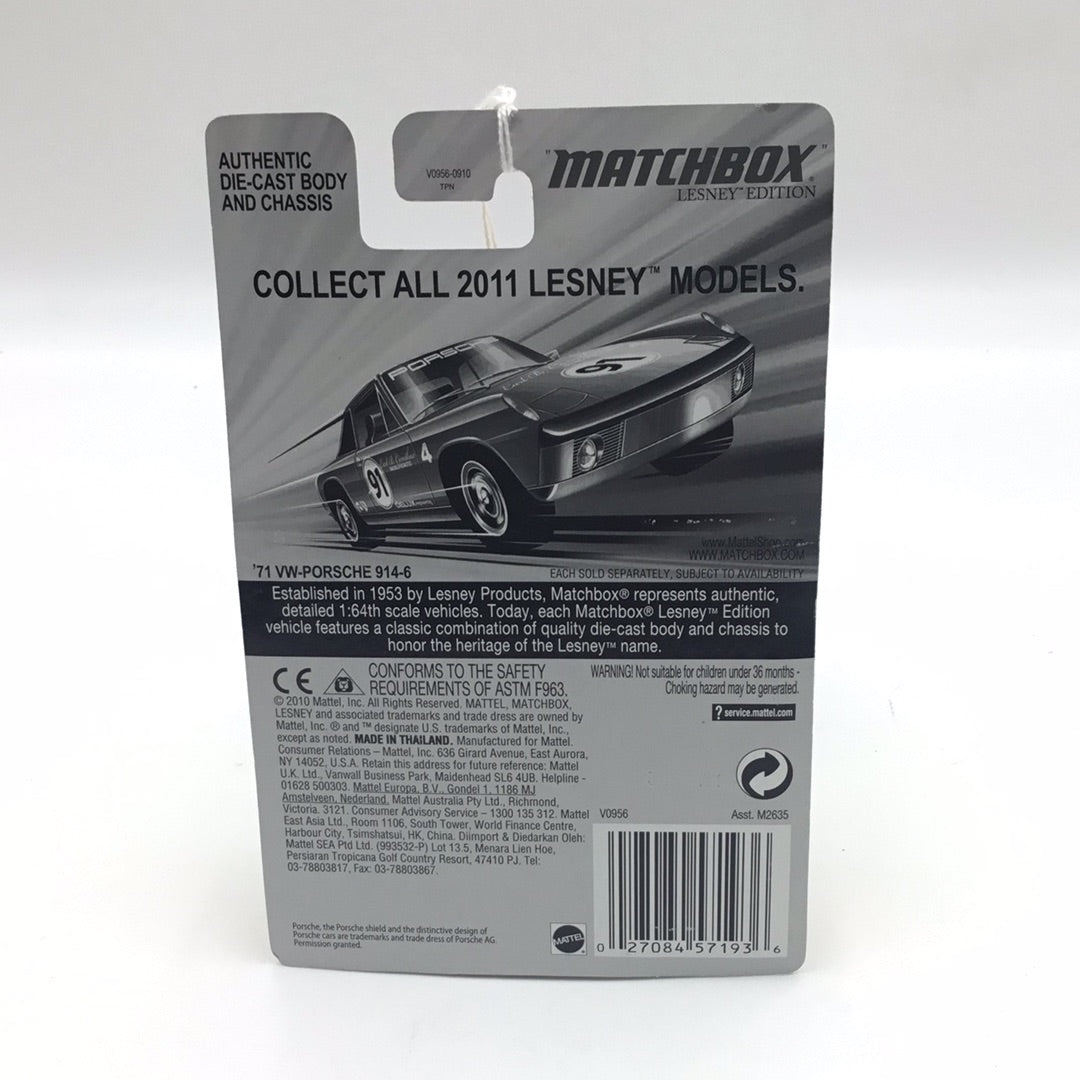 AUTHENTIC
DIE-CAST BODY
AND CHASSIS
V0956-0910
TPN
"MATCHBOX"®
LESNEY™ EDITION
COLLECT ALL 2011 LESNEY™ MODELS.
PORSC
91
91
4
www.MattelShop.com
WWW.MATCHBOX.COM
'71 VW-PORSCHE 914-6
EACH SOLD SEPARATELY, SUBJECT TO AVAILABILITY
Established in 1953 by Lesney Products, Matchbox® represents authentic,
detailed 1:64th scale vehicles. Today, each Matchbox® Lesney™ Edition
vehicle features a classic combination of quality die-cast body and chassis to
honor the heritage of the Lesney™ name.
CE
CONFORMS TO THE SAFETY
REQUIREMENTS OF ASTM F963.
© 2010 Mattel, Inc. All Rights Reserved. MATTEL, MATCHBOX,
LESNEY and associated trademarks and trade dress are owned by
Mattel, Inc. ® and ™ designate U.S. trademarks of Mattel, Inc.,
except as noted. MADE IN THAILAND. Manufactured for Mattel.
Consumer Relations – Mattel, Inc. 636 Girard Avenue, East Aurora,
NY 14052, U.S.A. Retain this address for future reference: Mattel
U.K. Ltd., Vanwall Business Park, Maidenhead SL6 4UB. Helpline -
01628 500303. Mattel Europa, B.V., Gondel 1, 1186 MJ
Amstelveen, Nederland. Mattel Australia Pty Ltd., Richmond,
Victoria. 3121. Consumer Advisory Service – 1300 135 312. Mattel
East Asia Ltd., Room 1106, South Tower, World Finance Centre,
Harbour City, Tsimshatsui, HK, China. Diimport & Diedarkan Oleh:
Mattel SEA Ptd Ltd. (993532-P) Lot 13.5, Menara Lien Hoe,
Persiaran Tropicana Golf Country Resort, 47410 PJ. Tel:
03-78803817, Fax: 03-78803867.
WARNING! Not suitable for children under 36 months -
Choking hazard may be generated.
? service.mattel.com
V0956
Asst. M2635
Porsche, the Porsche shield and the distinctive design of
Porsche cars are trademarks and trade dress of Porsche AG.
Permission granted.
MATTEL
0 27084 57193 6